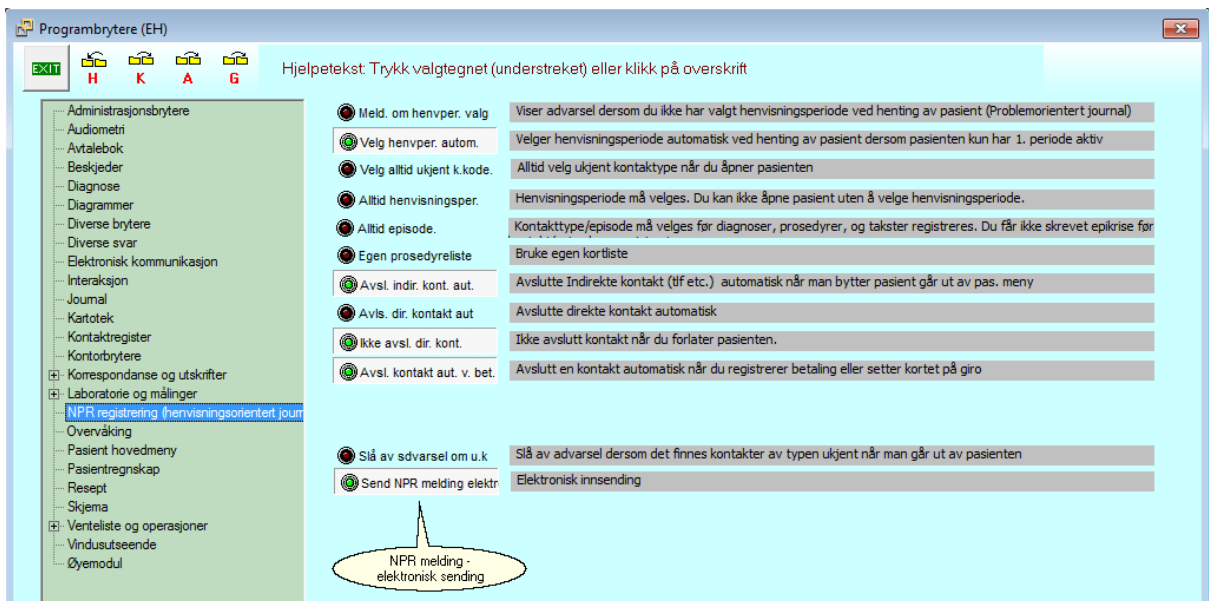 Programbrytere (EH)
EXIT
H K A G
Hjelpetekst: Trykk valgtegnet (understreket) eller klikk på overskrift
Administrasjonsbrytere
Audiometri
Avtalebok
Beskjeder
Diagnose
Diagrammer
Diverse brytere
Diverse svar
Elektronisk kommunikasjon
Interaksjon
Journal
Kartotek
Kontaktregister
Kontorbrytere
Korrespondanse og utskrifter
Laboratorie og målinger
NPR registrering (henvisningsorientert journ
Overvåking
Pasient hovedmeny
Pasientregnskap
Resept
Skjema
Venteliste og operasjoner
Vindusutseende
Øyemodul
Meld. om henvper. valg Viser advarsel dersom du ikke har valgt henvisningsperiode ved henting av pasient (Problemorientert journal)
Velg henvper. autom. Velger henvisningsperiode automatisk ved henting av pasient dersom pasienten kun har 1. periode aktiv
Velg alltid ukjent k.kode. Alltid velg ukjent kontaktype når du åpner pasienten
Alltid henvisningsper. Henvisningsperiode må velges. Du kan ikke åpne pasient uten å velge henvisningsperiode.
Alltid episode. Kontakttype/episode må velges før diagnoser, prosedyrer, og takster registreres. Du får ikke skrevet epikrise før
Egen prosedyreliste Bruke egen kortliste
Avsl. indir. kont. aut. Avslutte Indirekte kontact (tlf etc.) automatisk når man bytter pasient går ut av pas. meny
Avls. dir. kontakt aut Avslutte direkte kontakt automatisk
Ikke avsl. dir. kont. Ikke avslutt kontakt når du forlater pasienten.
Avsl. kontakt aut. v. bet. Avslutt en kontakt automatisk når du registrerer betaling eller setter kortet på giro
Slå av sdvarsel om u.k Slå av advarsel dersom det finnes kontakter av typen ukjent når man går ut av pasienten
Send NPR melding elektr Elektronisk innsending
NPR melding -
elektronisk sending